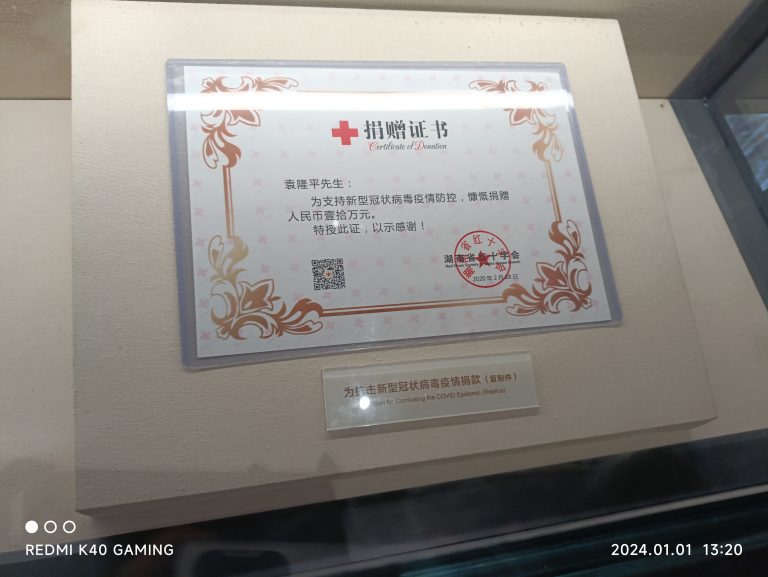 捐赠证书
Certificate of Donation
袁隆平先生：
为支持新型冠状病毒疫情防控，慷慨捐赠
人民币壹拾万元。
特授此证，以示感谢！
湖南省红十字会
2020年2月
为抗击新型冠状病毒疫情捐款（复制件）
Combating the COVID Epidemic (Replica)
REDMI K40 GAMING
2024.01.01 13:20